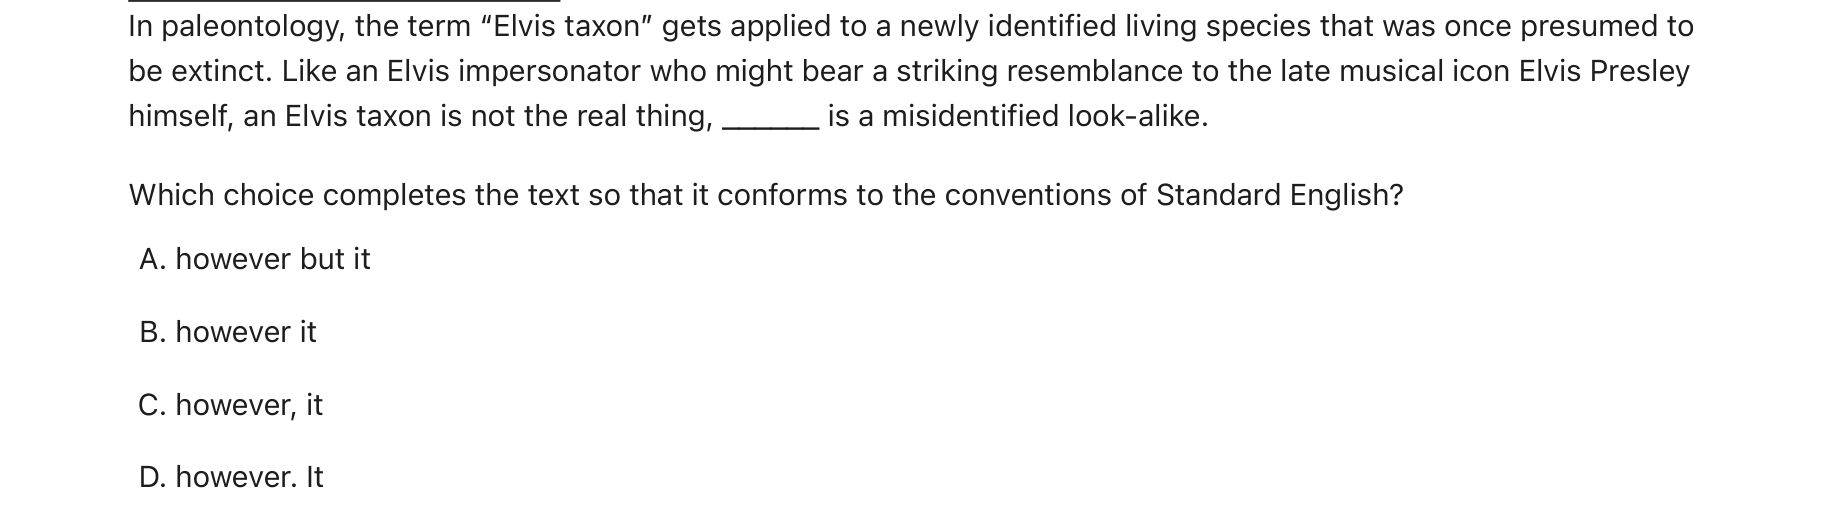 In paleontology, the term “Elvis taxon” gets applied to a newly identified living species that was once presumed to
be extinct. Like an Elvis impersonator who might bear a striking resemblance to the late musical icon Elvis Presley
himself, an Elvis taxon is not the real thing, ______ is a misidentified look-alike.
Which choice completes the text so that it conforms to the conventions of Standard English?
A. however but it
B. however it
C. however, it
D. however. It